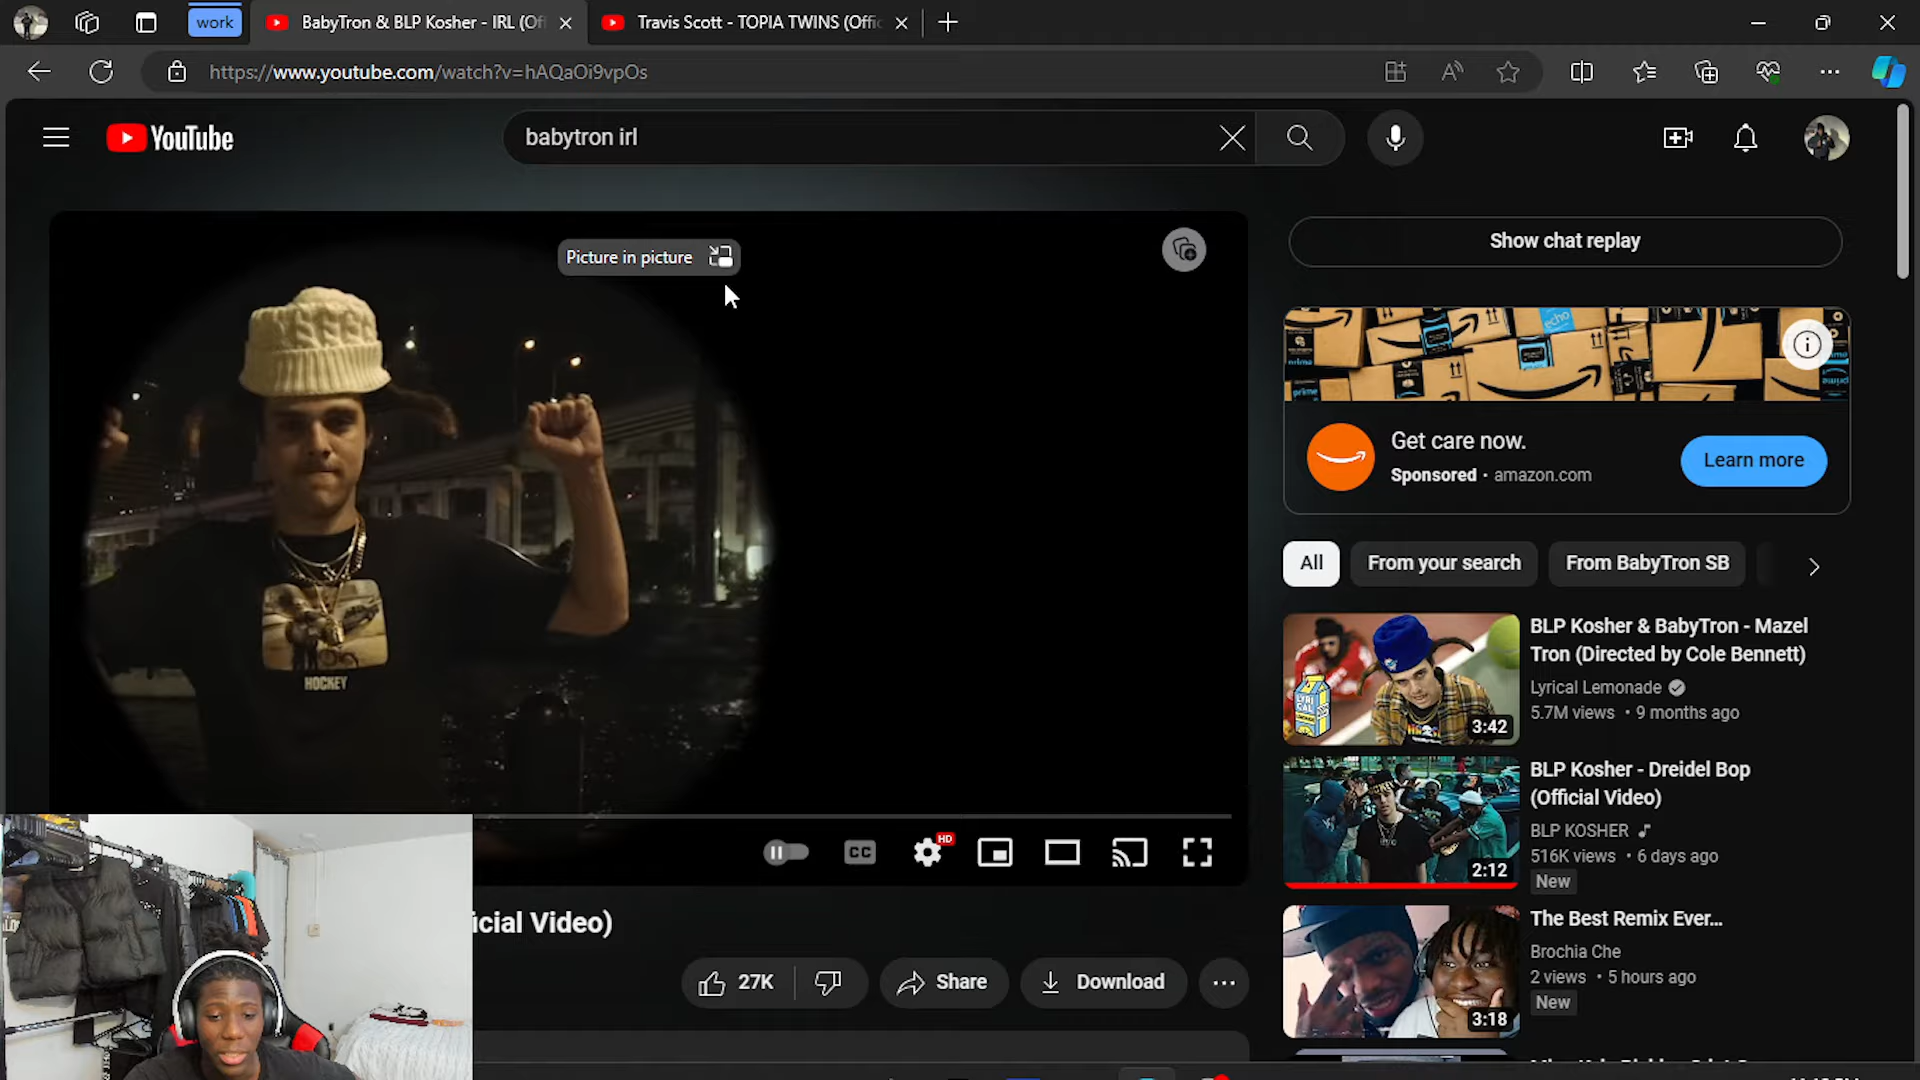 work
BabyTron & BLP Kosher - IRL (Of
Travis Scott - TOPIA TWINS (Offic
https://www.youtube.com/watch?v=hAQaOi9vpOs
YouTube
babytron irl
Picture in picture
HOCKEY
CC
HD
icial Video)
27K
Share
Download
Show chat replay
Get care now.
Sponsored • amazon.com
Learn more
All
From your search
From BabyTron SB
BLP Kosher & BabyTron - Mazel
Tron (Directed by Cole Bennett)
Lyrical Lemonade
5.7M views • 9 months ago
3:42
BLP Kosher - Dreidel Bop
(Official Video)
BLP KOSHER
516K views • 6 days ago
2:12
New
The Best Remix Ever...
Brochia Che
2 views • 5 hours ago
New
3:18